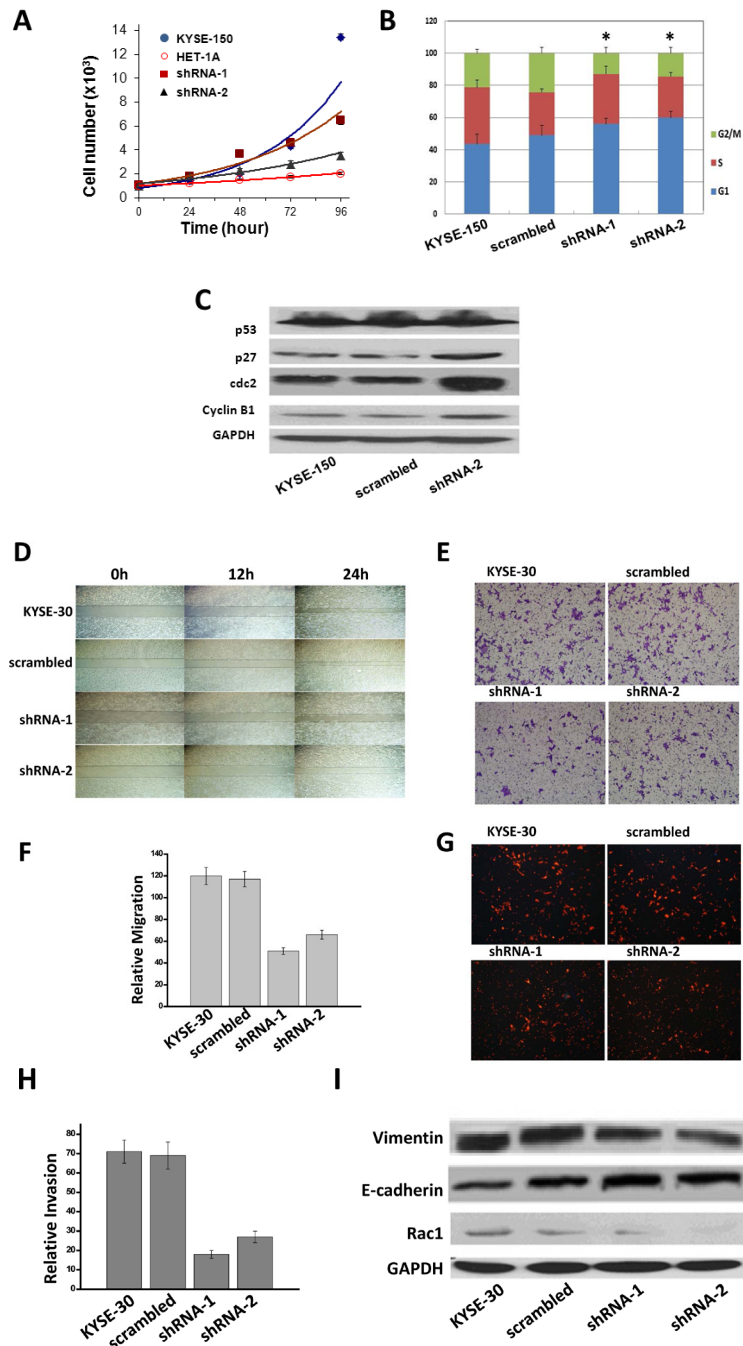 A
KYSE-150
HET-1A
shRNA-1
shRNA-2
Cell number (x10³)
14
12
10
8
6
4
2
0
0 24 48 72 96
Time (hour)
B
120
100
80
60
40
20
0
* *
G2/M
S
G1
KYSE-150 scrambled shRNA-1 shRNA-2
C
p53
p27
cdc2
Cyclin B1
GAPDH
KYSE-150 scrambled shRNA-2
D
0h 12h 24h
KYSE-30
scrambled
shRNA-1
shRNA-2
E
KYSE-30 scrambled
shRNA-1 shRNA-2
F
Relative Migration
140
120
100
80
60
40
20
0
KYSE-30 scrambled shRNA-1 shRNA-2
G
KYSE-30 scrambled
shRNA-1 shRNA-2
H
Relative Invasion
80
70
60
50
40
30
20
10
0
KYSE-30 scrambled shRNA-1 shRNA-2
I
Vimentin
E-cadherin
Rac1
GAPDH
KYSE-30 scrambled shRNA-1 shRNA-2